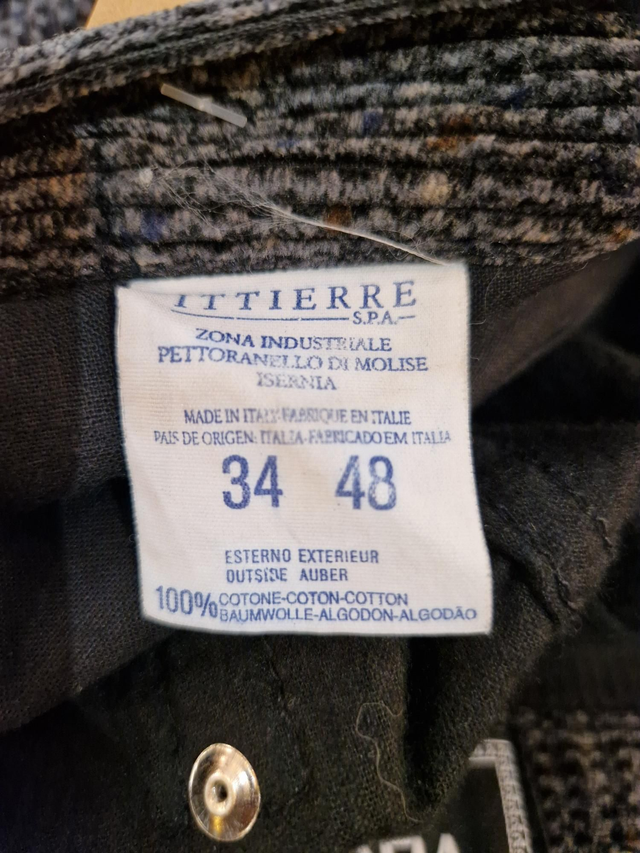 ITTIERRE
S.P.A.
ZONA INDUSTRIALE
PETTORANELLO DI MOLISE
ISERNIA
MADE IN ITALY-FABRIQUE EN ITALIE
PAIS DE ORIGEN: ITALIA-FABRICADO EM ITALIA
34 48
ESTERNO EXTERIEUR
OUTSIDE AUBER
100% COTONE-COTON-COTTON
BAUMWOLLE-ALGODON-ALGODÃO